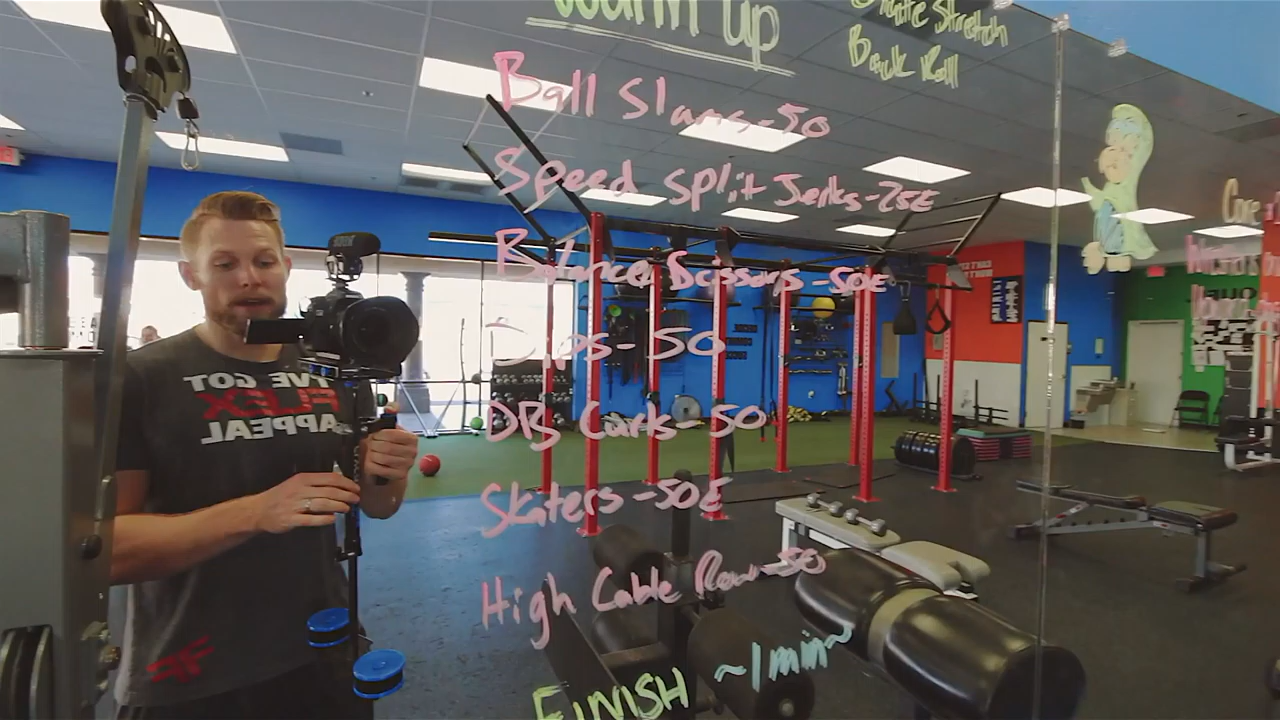 Warm up
Static Stretch
Back Roll
Ball Slams-50
Speed Split Jerks-25E
Balance Scissors-50E
Dips-50
DB Curls-50
Skaters-50E
High Cable Row-50
FINISH ~1min~
Core
I'VE GOT
FLEX
APPEAL